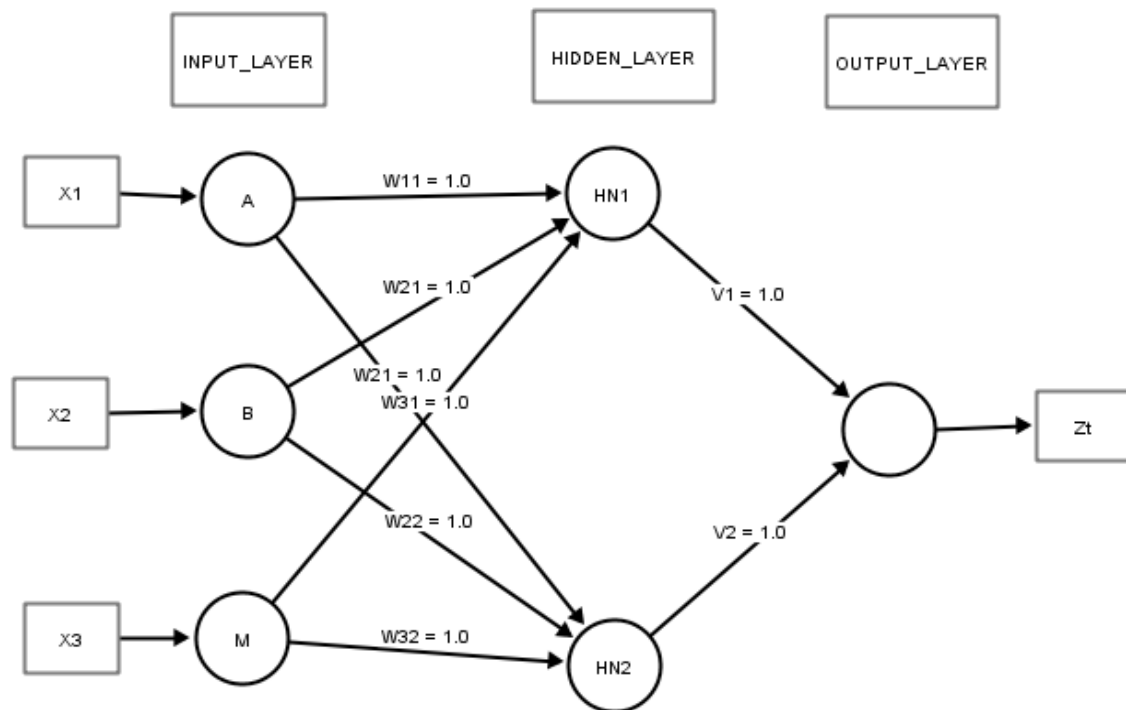 INPUT_LAYER
HIDDEN_LAYER
OUTPUT_LAYER
X1
A
W11 = 1.0
HN1
W21 = 1.0
V1 = 1.0
W21 = 1.0
W31 = 1.0
X2
B
Zt
W22 = 1.0
V2 = 1.0
X3
M
W32 = 1.0
HN2